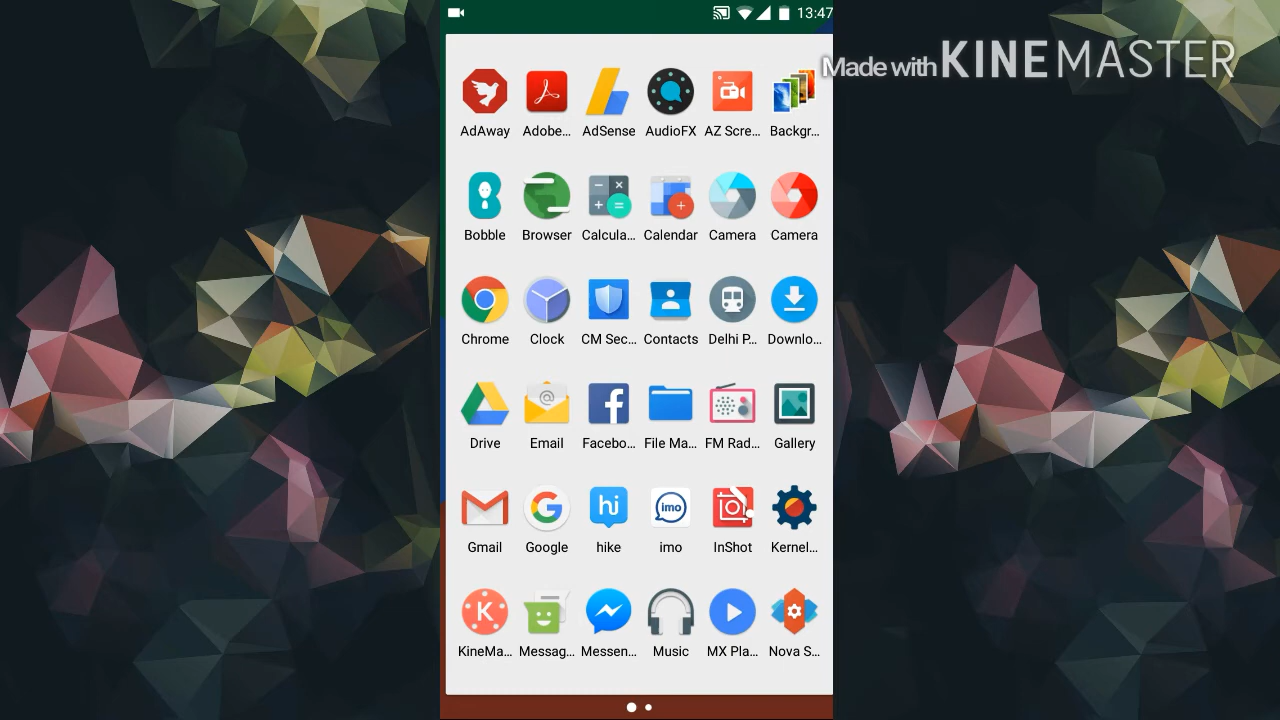 13:47
Made with KINEMASTER
AdAway Adobe... AdSense AudioFX AZ Scre... Backgr...
Bobble Browser Calcula... Calendar Camera Camera
Chrome Clock CM Sec... Contacts Delhi P... Downlo...
Drive Email Facebo... File Ma... FM Rad... Gallery
hi imo
Gmail Google hike imo InShot Kernel...
K
KineMa... Messag... Messen... Music MX Pla... Nova S...